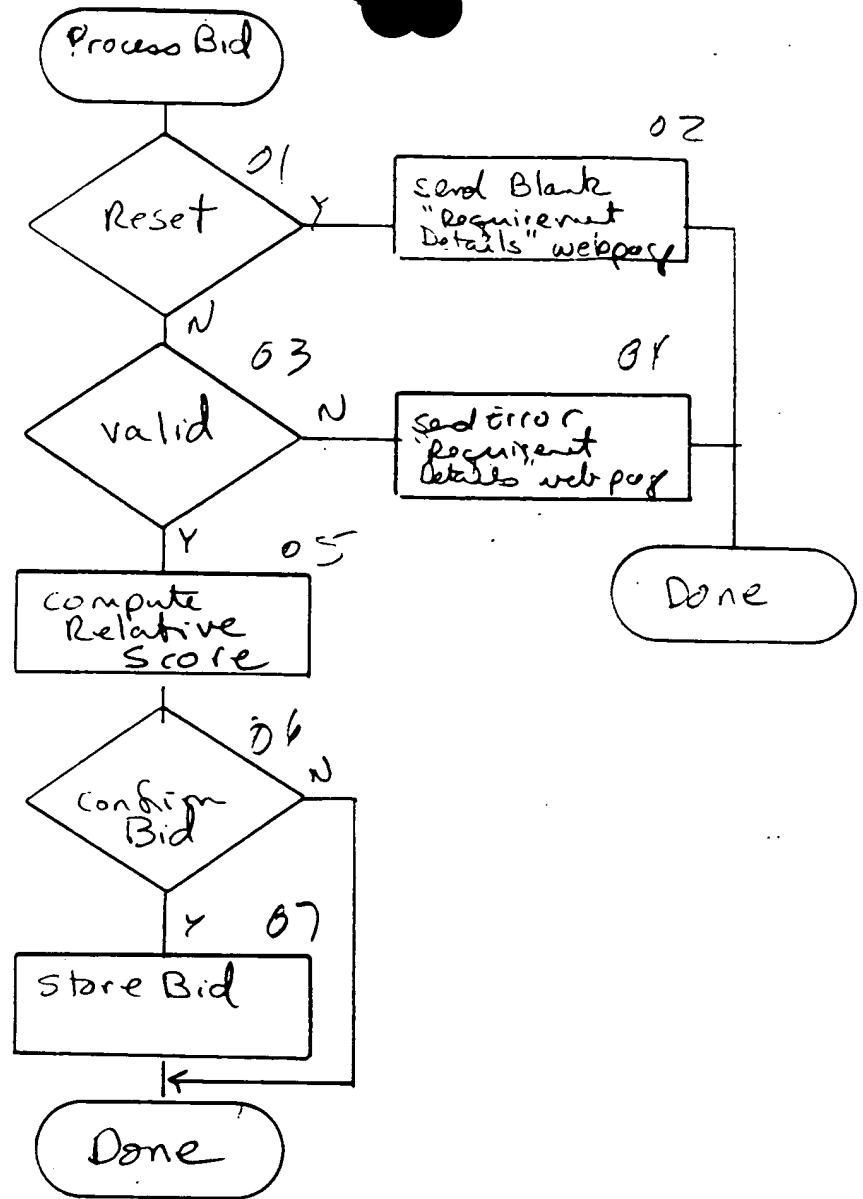 Process Bid
01
Reset
Y
02
send Blank
"Requirement
Details" webpage
N
03
valid
N
04
send Error
"Requirement
Details" web page
Y
05
compute
Relative
Score
Done
06
N
Confirm
Bid
Y
07
Store Bid
Done